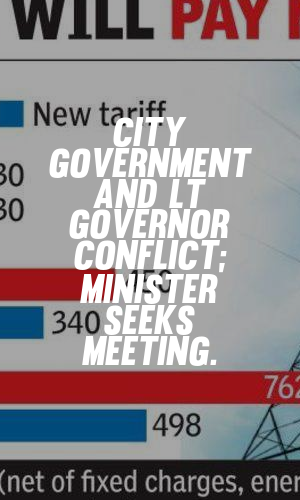 WILL PAY
New tariff
CITY
GOVERNMENT
AND LT
GOVERNOR
CONFLICT;
MINISTER
SEEKS
MEETING.
30
30
340
762
498
(net of fixed charges, ener